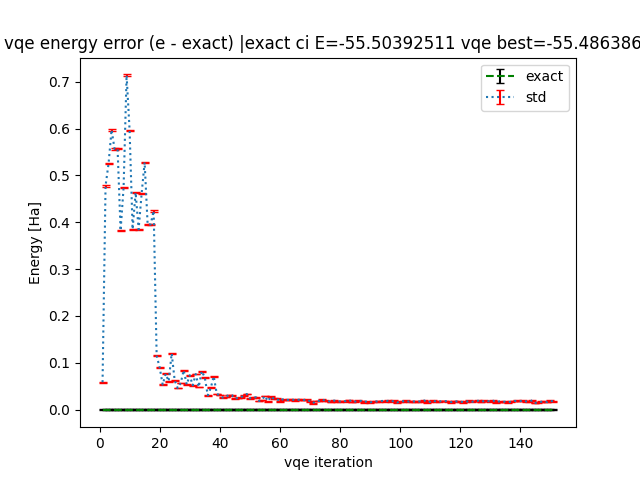 vqe energy error (e - exact) |exact ci E=-55.50392511 vqe best=-55.486386
exact
std
Energy [Ha]
0.7
0.6
0.5
0.4
0.3
0.2
0.1
0.0
0 20 40 60 80 100 120 140
vqe iteration